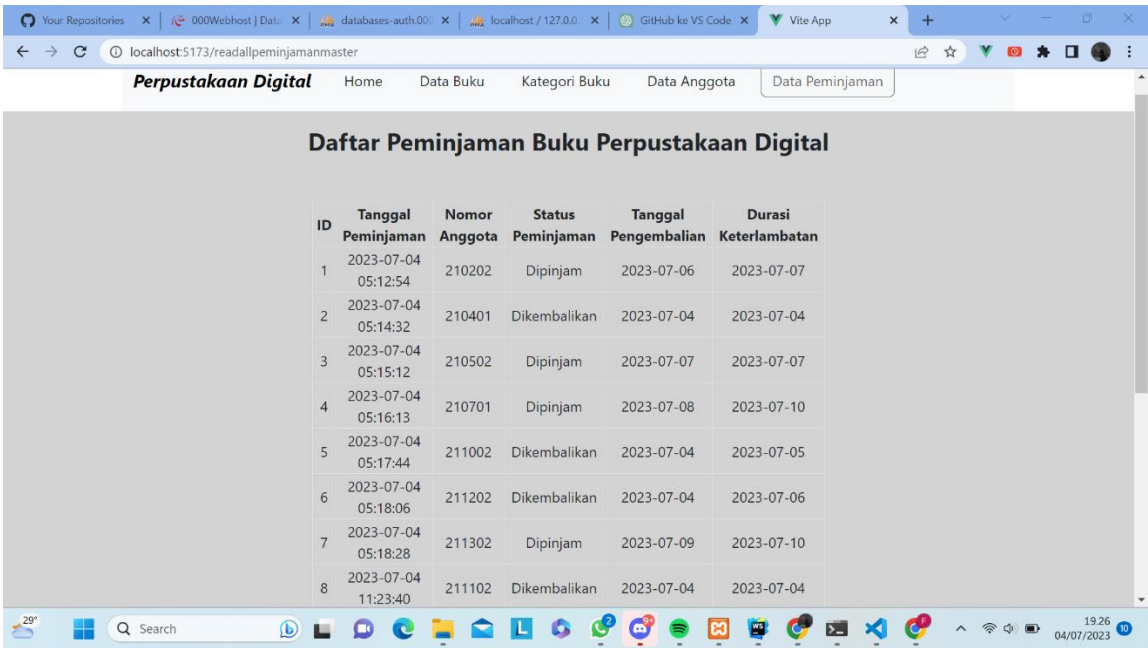 Your Repositories
000Webhost | Data
databases-auth.000
localhost / 127.0.0.
GitHub ke VS Code
Vite App
localhost:5173/readallpeminjamanmaster
Perpustakaan Digital Home Data Buku Kategori Buku Data Anggota Data Peminjaman
Daftar Peminjaman Buku Perpustakaan Digital
ID Tanggal Peminjaman Nomor Anggota Status Peminjaman Tanggal Pengembalian Durasi Keterlambatan
1 2023-07-04 05:12:54 210202 Dipinjam 2023-07-06 2023-07-07
2 2023-07-04 05:14:32 210401 Dikembalikan 2023-07-04 2023-07-04
3 2023-07-04 05:15:12 210502 Dipinjam 2023-07-07 2023-07-07
4 2023-07-04 05:16:13 210701 Dipinjam 2023-07-08 2023-07-10
5 2023-07-04 05:17:44 211002 Dikembalikan 2023-07-04 2023-07-05
6 2023-07-04 05:18:06 211202 Dikembalikan 2023-07-04 2023-07-06
7 2023-07-04 05:18:28 211302 Dipinjam 2023-07-09 2023-07-10
8 2023-07-04 11:23:40 211102 Dikembalikan 2023-07-04 2023-07-04
29°
Search
L
2
9+
WS
19.26
04/07/2023
10